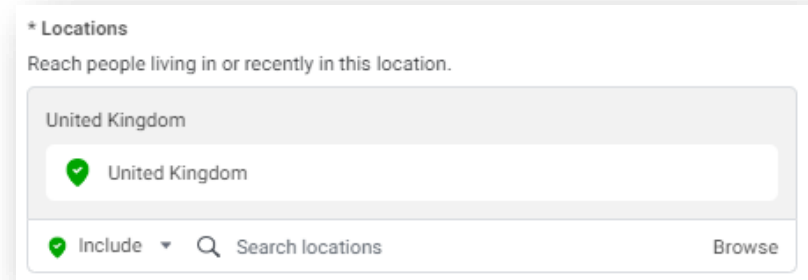 * Locations
Reach people living in or recently in this location.
United Kingdom
United Kingdom
Include Search locations Browse